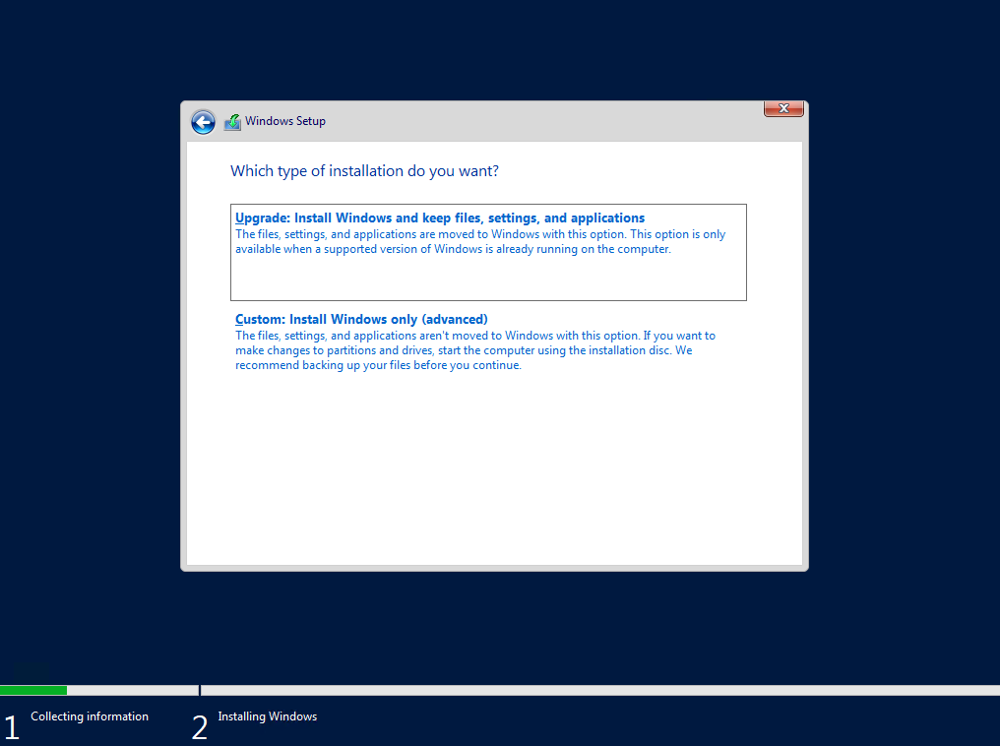 Windows Setup
Which type of installation do you want?
Upgrade: Install Windows and keep files, settings, and applications
The files, settings, and applications are moved to Windows with this option. This option is only
available when a supported version of Windows is already running on the computer.
Custom: Install Windows only (advanced)
The files, settings, and applications aren't moved to Windows with this option. If you want to
make changes to partitions and drives, start the computer using the installation disc. We
recommend backing up your files before you continue.
1 Collecting information
2 Installing Windows